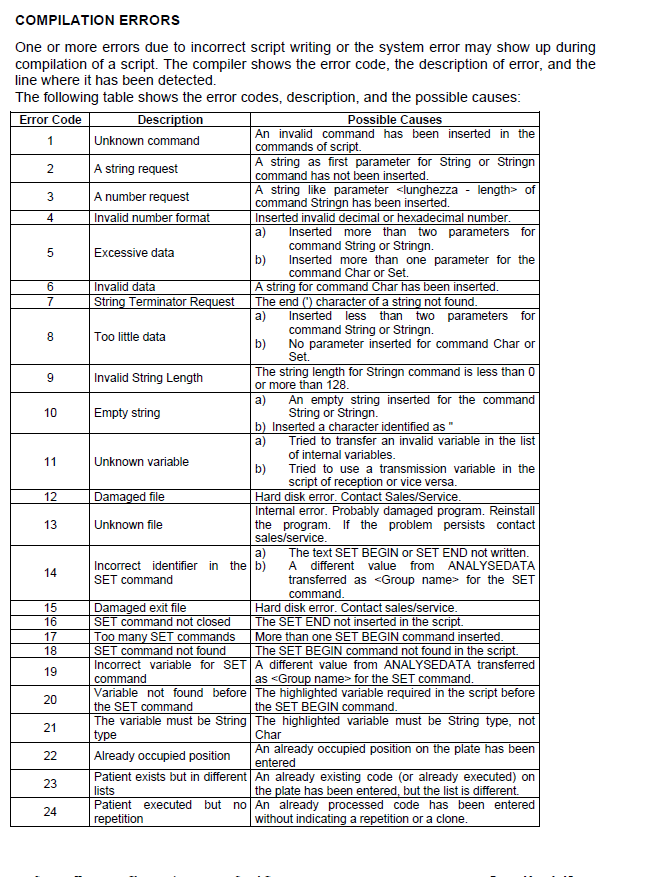 COMPILATION ERRORS
One or more errors due to incorrect script writing or the system error may show up during
compilation of a script. The compiler shows the error code, the description of error, and the
line where it has been detected.
The following table shows the error codes, description, and the possible causes:
Error Code Description Possible Causes
1 Unknown command An invalid command has been inserted in the
commands of script.
2 A string request A string as first parameter for String or Stringn
command has not been inserted.
3 A number request A string like parameter <lunghezza - length> of
command Stringn has been inserted.
4 Invalid number format Inserted invalid decimal or hexadecimal number.
5 Excessive data a) Inserted more than two parameters for
command String or Stringn.
b) Inserted more than one parameter for the
command Char or Set.
6 Invalid data A string for command Char has been inserted.
7 String Terminator Request The end (') character of a string not found.
8 Too little data a) Inserted less than two parameters for
command String or Stringn.
b) No parameter inserted for command Char or
Set.
9 Invalid String Length The string length for Stringn command is less than 0
or more than 128.
10 Empty string a) An empty string inserted for the command
String or Stringn.
b) Inserted a character identified as "
11 Unknown variable a) Tried to transfer an invalid variable in the list
of internal variables.
b) Tried to use a transmission variable in the
script of reception or vice versa.
12 Damaged file Hard disk error. Contact Sales/Service.
13 Unknown file Internal error. Probably damaged program. Reinstall
the program. If the problem persists contact
sales/service.
14 Incorrect identifier in the SET command a) The text SET BEGIN or SET END not written.
b) A different value from ANALYSEDATA
transferred as <Group name> for the SET
command.
15 Damaged exit file Hard disk error. Contact sales/service.
16 SET command not closed The SET END not inserted in the script.
17 Too many SET commands More than one SET BEGIN command inserted.
18 SET command not found The SET BEGIN command not found in the script.
19 Incorrect variable for SET command A different value from ANALYSEDATA transferred
as <Group name> for the SET command.
20 Variable not found before the SET command The highlighted variable required in the script before
the SET BEGIN command.
21 The variable must be String type The highlighted variable must be String type, not
Char
22 Already occupied position An already occupied position on the plate has been
entered
23 Patient exists but in different lists An already existing code (or already executed) on
the plate has been entered, but the list is different.
24 Patient executed but no repetition An already processed code has been entered
without indicating a repetition or a clone.